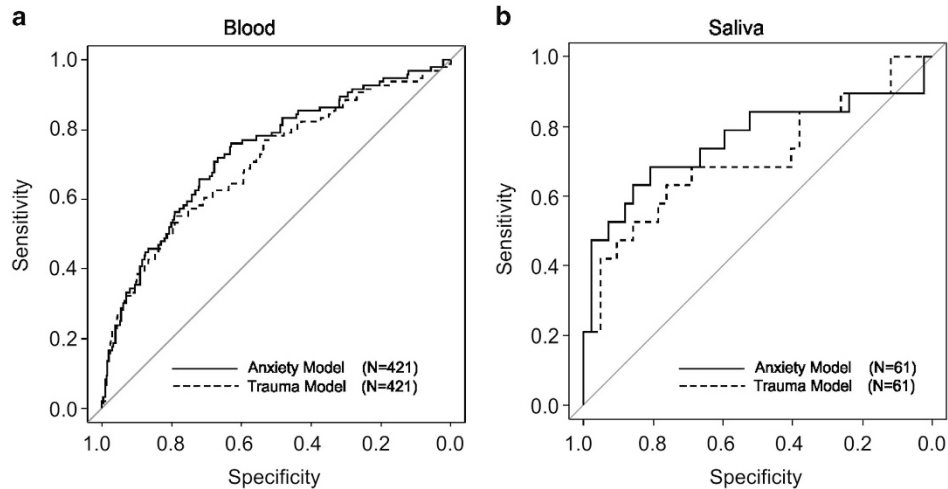 a
Blood
Sensitivity
1.0
0.8
0.6
0.4
0.2
0.0
Anxiety Model (N=421)
Trauma Model (N=421)
1.0 0.8 0.6 0.4 0.2 0.0
Specificity
b
Saliva
Sensitivity
1.0
0.8
0.6
0.4
0.2
0.0
Anxiety Model (N=61)
Trauma Model (N=61)
1.0 0.8 0.6 0.4 0.2 0.0
Specificity